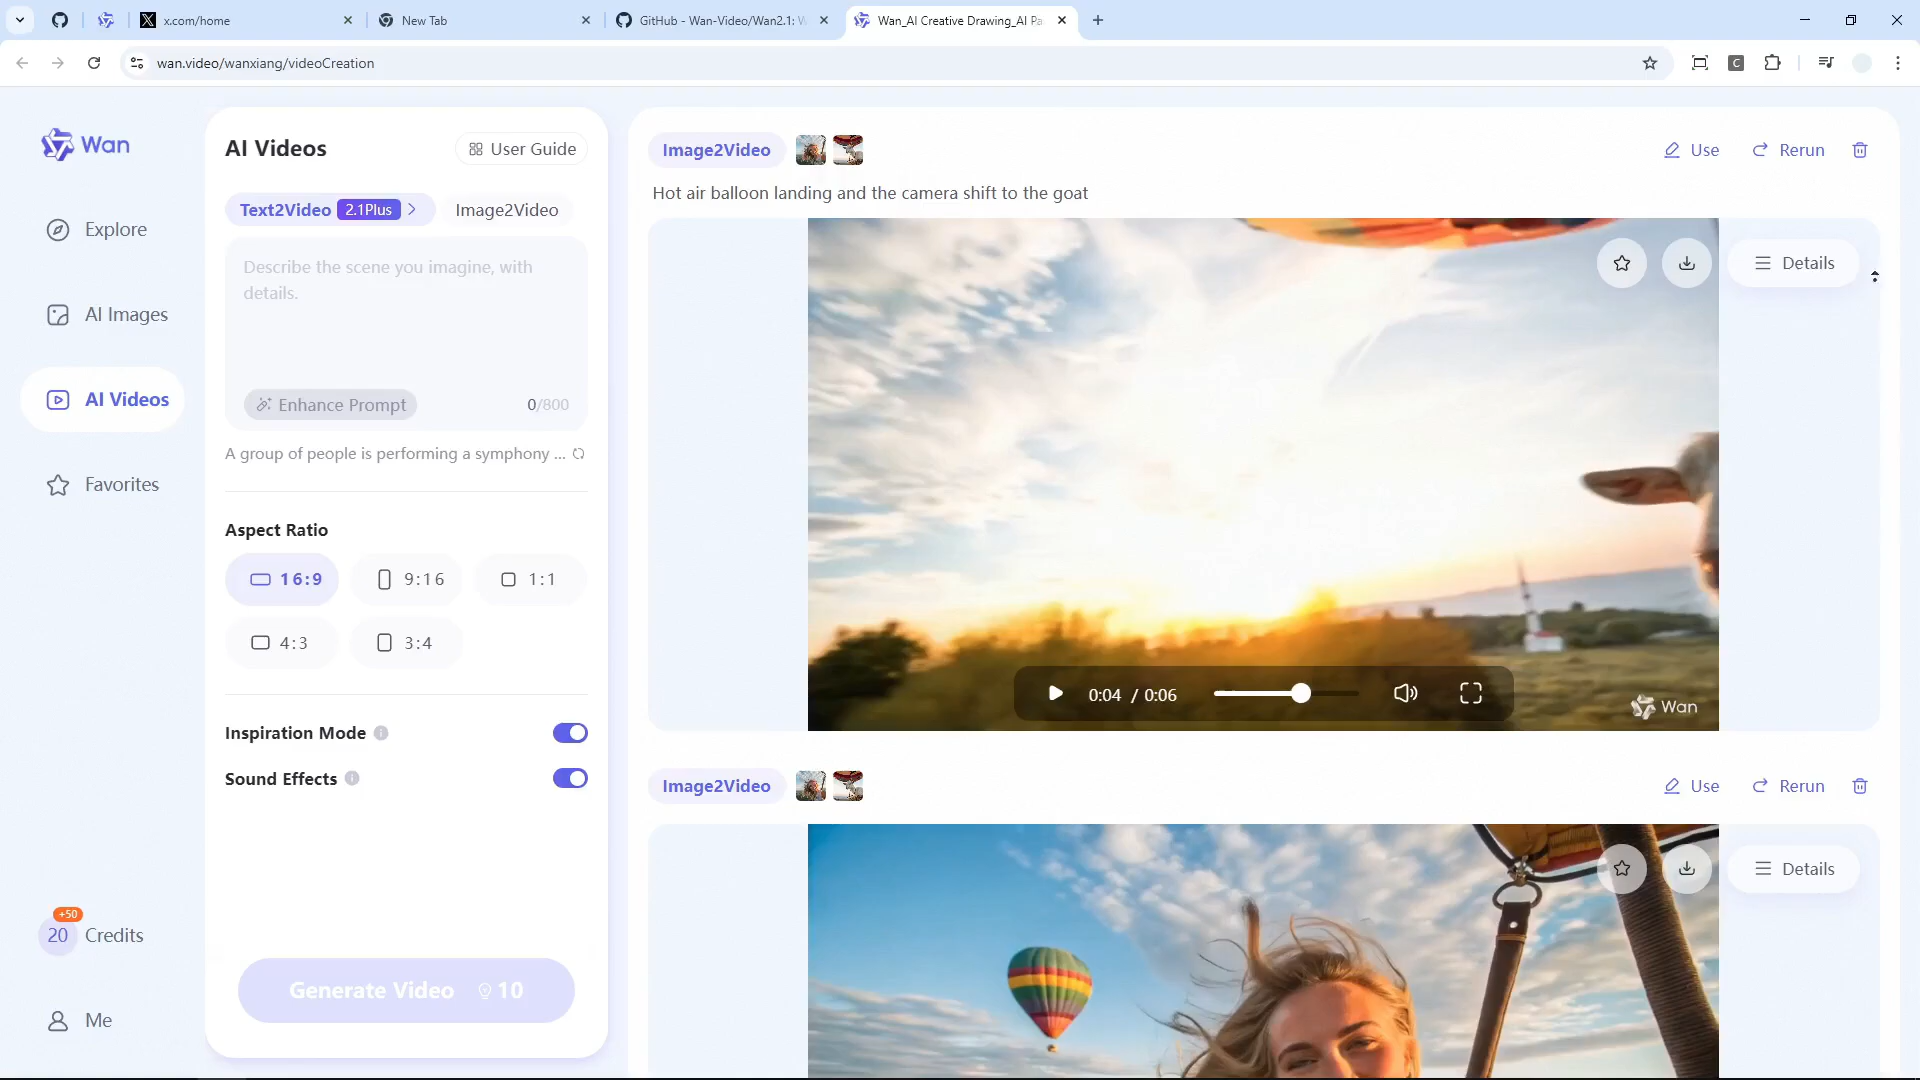 x.com/home
New Tab
GitHub - Wan-Video/Wan2.1: W
Wan_AI Creative Drawing_AI Pa
wan.video/wanxiang/videoCreation
C
Wan
Explore
AI Images
AI Videos
Favorites
+50
20 Credits
Me
AI Videos
User Guide
Text2Video 2.1Plus
Image2Video
Describe the scene you imagine, with
details.
Enhance Prompt
0/800
A group of people is performing a symphony ...
Aspect Ratio
16:9
9:16
1:1
4:3
3:4
Inspiration Mode
Sound Effects
Generate Video 10
Image2Video
Use
Rerun
Hot air balloon landing and the camera shift to the goat
Details
0:04 / 0:06
Wan
Image2Video
Use
Rerun
Details